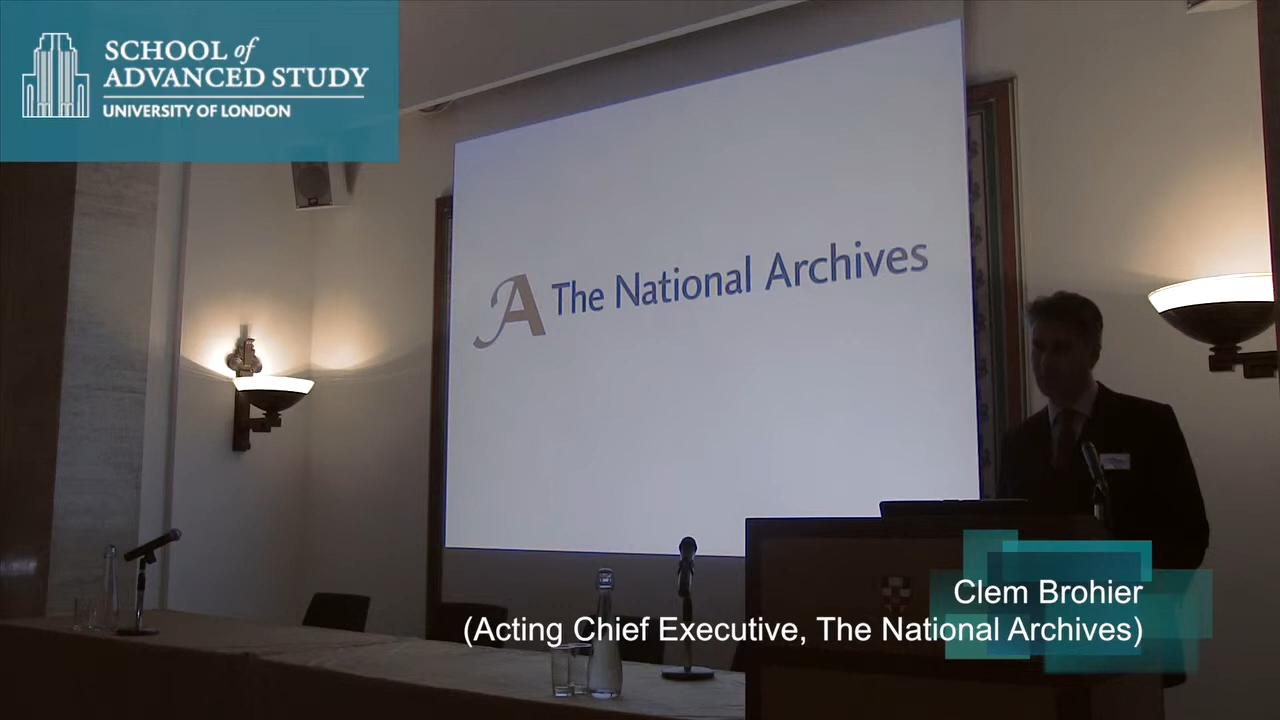 SCHOOL of
ADVANCED STUDY
UNIVERSITY OF LONDON
The National Archives
Clem Brohier
(Acting Chief Executive, The National Archives)